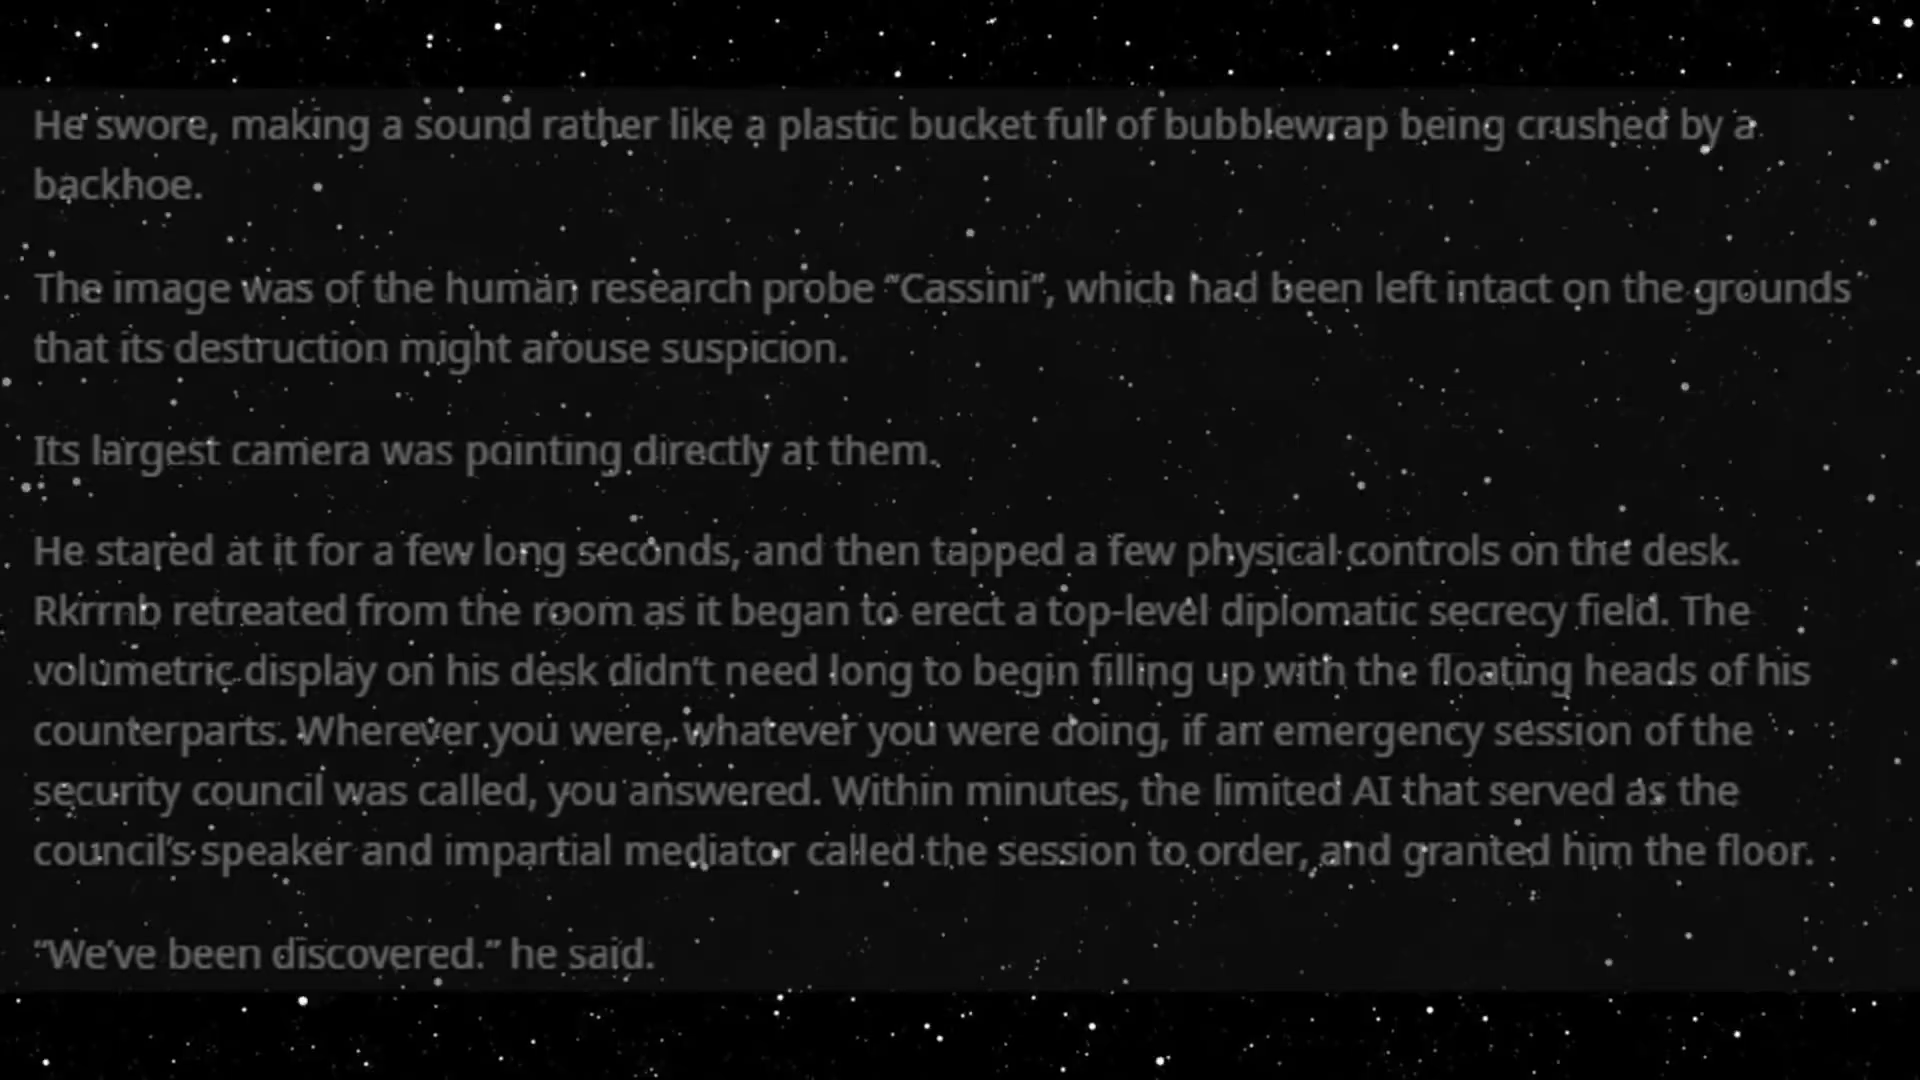 He swore, making a sound rather like a plastic bucket full of bubblewrap being crushed by a
backhoe.
The image was of the human research probe “Cassini”, which had been left intact on the grounds
that its destruction might arouse suspicion.
Its largest camera was pointing directly at them.
He stared at it for a few long seconds, and then tapped a few physical controls on the desk.
Rkrrnb retreated from the room as it began to erect a top-level diplomatic secrecy field. The
volumetric display on his desk didn’t need long to begin filling up with the floating heads of his
counterparts. Wherever you were, whatever you were doing, if an emergency session of the
security council was called, you answered. Within minutes, the limited AI that served as the
council’s speaker and impartial mediator called the session to order, and granted him the floor.
“We’ve been discovered.” he said.